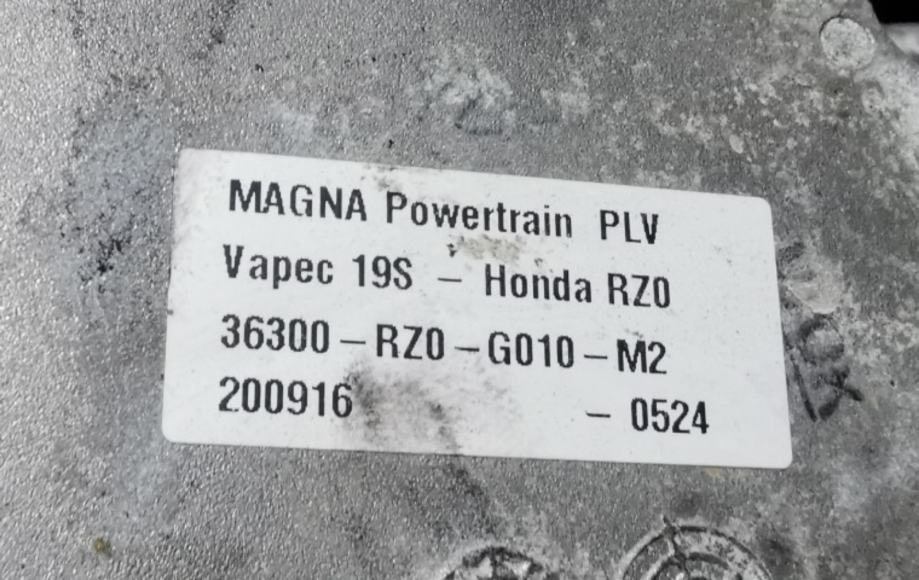 MAGNA Powertrain PLV
Vapec 19S – Honda RZ0
36300 – RZ0 – G010 – M2
200916 – 0524